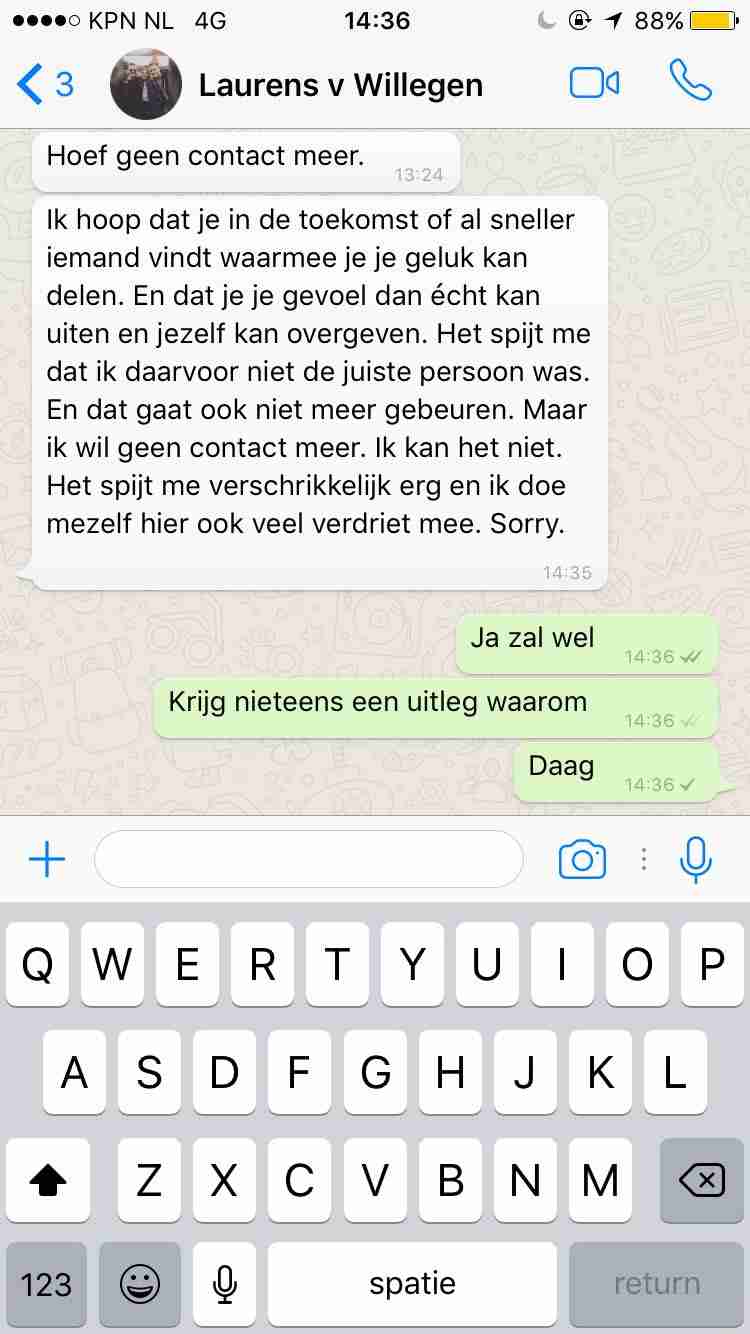 KPN NL 4G 14:36 88%
3 Laurens v Willegen
Hoef geen contact meer.
13:24
Ik hoop dat je in de toekomst of al sneller
iemand vindt waarmee je je geluk kan
delen. En dat je je gevoel dan écht kan
uiten en jezelf kan overgeven. Het spijt me
dat ik daarvoor niet de juiste persoon was.
En dat gaat ook niet meer gebeuren. Maar
ik wil geen contact meer. Ik kan het niet.
Het spijt me verschrikkelijk erg en ik doe
mezelf hier ook veel verdriet mee. Sorry.
14:35
Ja zal wel
14:36
Krijg nieteens een uitleg waarom
14:36
Daag
14:36
Q W E R T Y U I O P
A S D F G H J K L
Z X C V B N M
123 spatie return